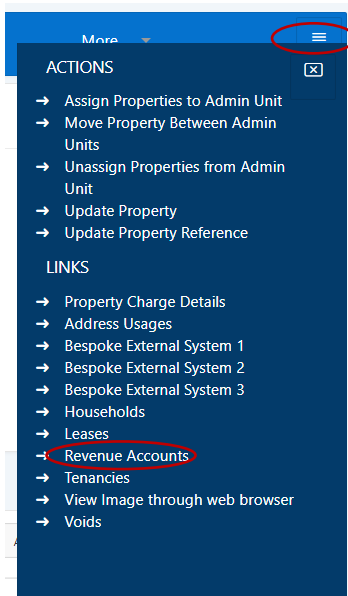 More
ACTIONS
Assign Properties to Admin Unit
Move Property Between Admin
Units
Unassign Properties from Admin
Unit
Update Property
Update Property Reference
LINKS
Property Charge Details
Address Usages
Bespoke External System 1
Bespoke External System 2
Bespoke External System 3
Households
Leases
Revenue Accounts
Tenancies
View Image through web browser
Voids